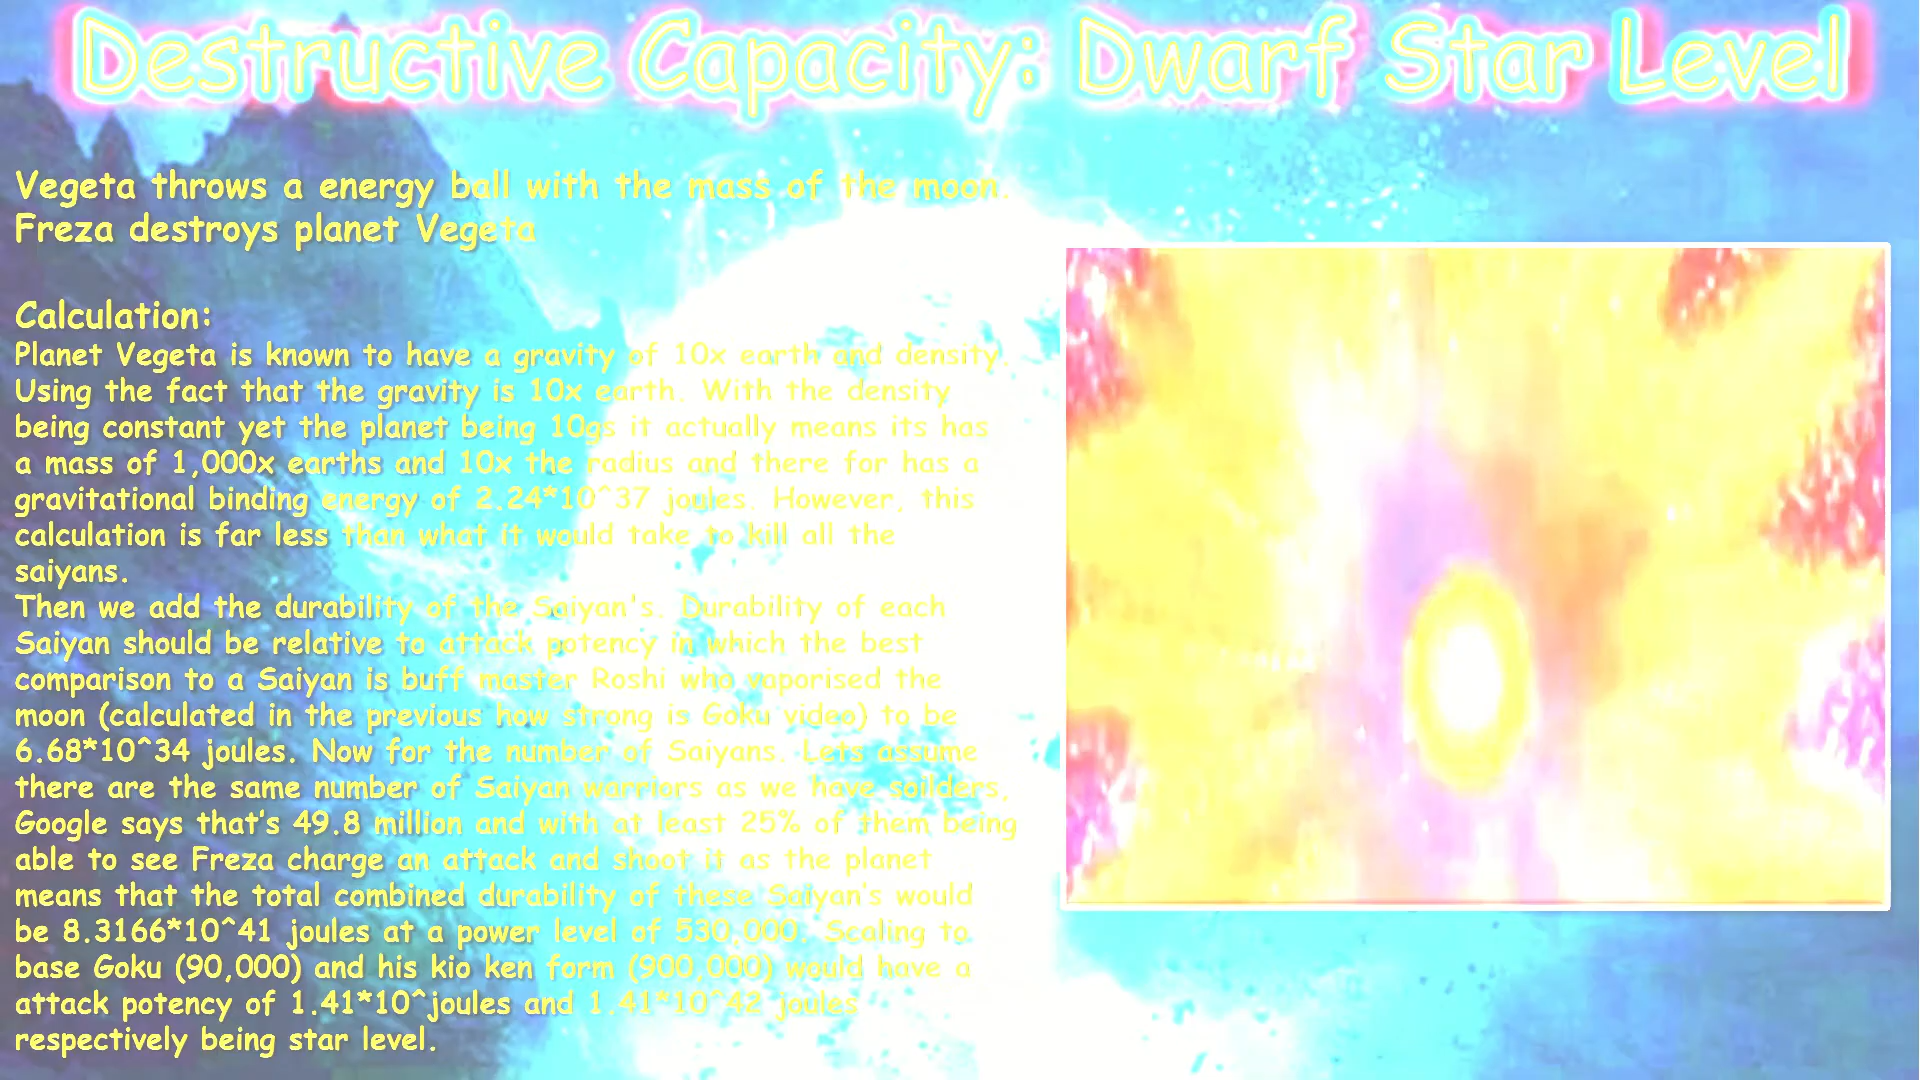 Destructive Capacity: Dwarf Star Level
Vegeta throws a energy ball with the mass of the moon.
Freza destroys planet Vegeta
Calculation:
Planet Vegeta is known to have a gravity of 10x earth and density.
Using the fact that the gravity is 10x earth. With the density
being constant yet the planet being 10gs it actually means its has
a mass of 1,000x earths and 10x the radius and there for has a
gravitational binding energy of 2.24*10^37 joules. However, this
calculation is far less than what it would take to kill all the
saiyans.
Then we add the durability of the Saiyan's. Durability of each
Saiyan should be relative to attack potency in which the best
comparison to a Saiyan is buff master Roshi who vaporised the
moon (calculated in the previous how strong is Goku video) to be
6.68*10^34 joules. Now for the number of Saiyans. Lets assume
there are the same number of Saiyan warriors as we have soilders,
Google says that's 49.8 million and with at least 25% of them being
able to see Freza charge an attack and shoot it as the planet
means that the total combined durability of these Saiyan's would
be 8.3166*10^41 joules at a power level of 530,000. Scaling to
base Goku (90,000) and his kio ken form (900,000) would have a
attack potency of 1.41*10^joules and 1.41*10^42 joules
respectively being star level.